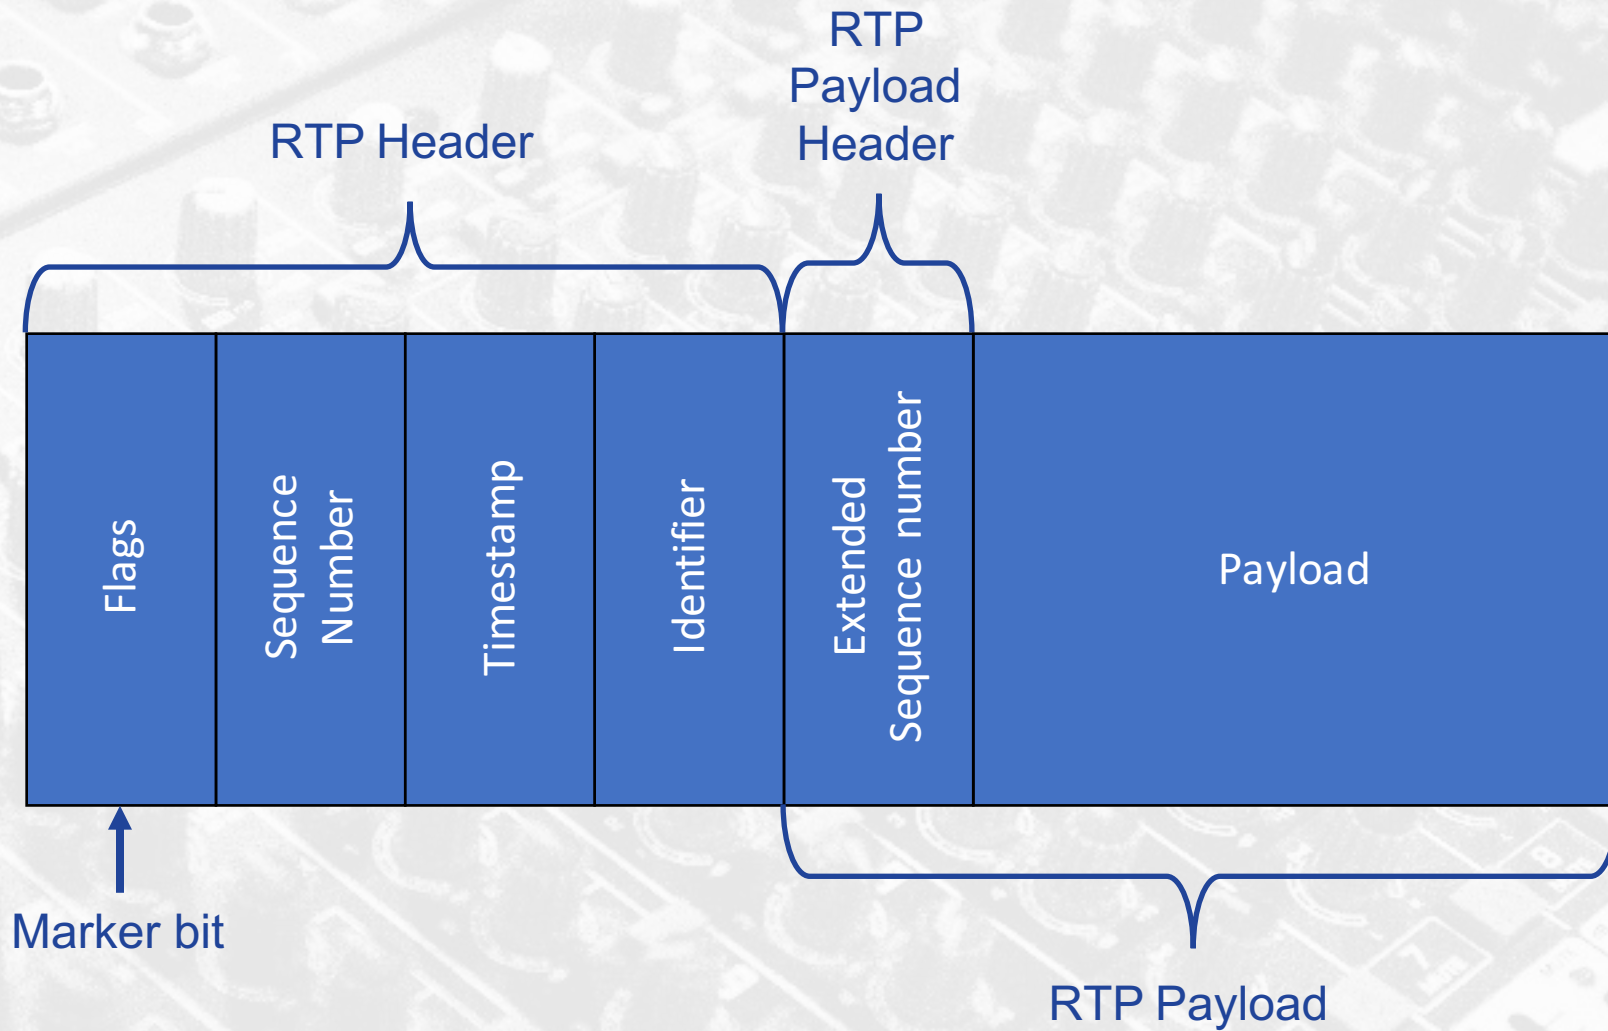 RTP
Payload
Header
RTP Header
Flags
Sequence
Number
Timestamp
Identifier
Extended
Sequence number
Payload
Marker bit
RTP Payload